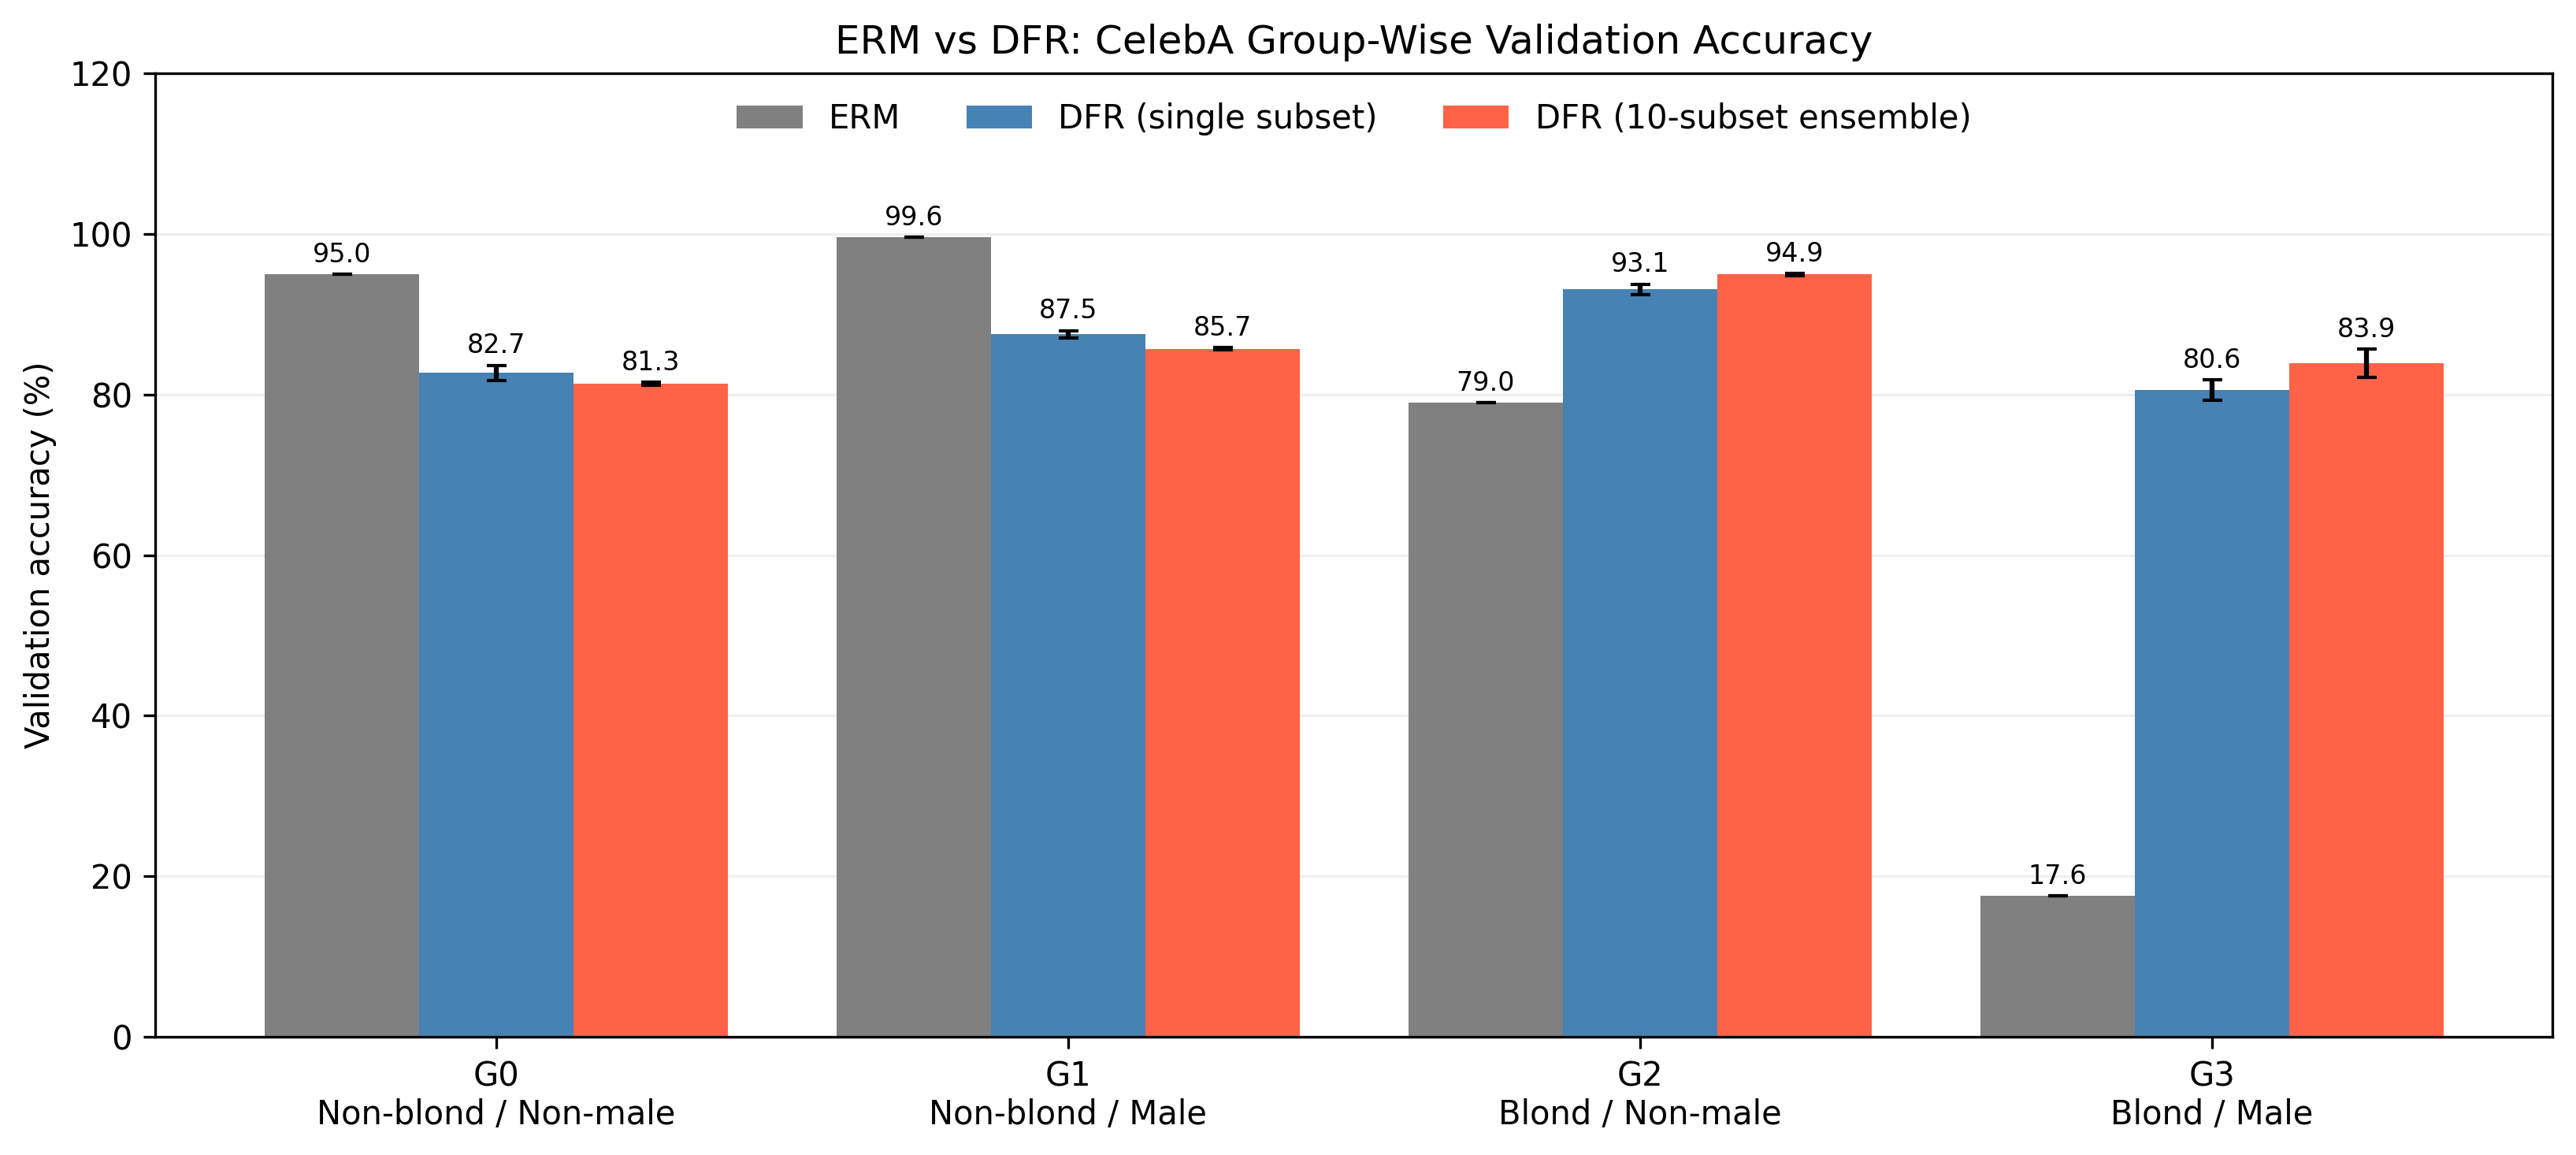 ERM vs DFR: CelebA Group-Wise Validation Accuracy
ERM DFR (single subset) DFR (10-subset ensemble)
Validation accuracy (%)
120
100
80
60
40
20
0
95.0 82.7 81.3
99.6 87.5 85.7
79.0 93.1 94.9
17.6 80.6 83.9
G0
Non-blond / Non-male
G1
Non-blond / Male
G2
Blond / Non-male
G3
Blond / Male